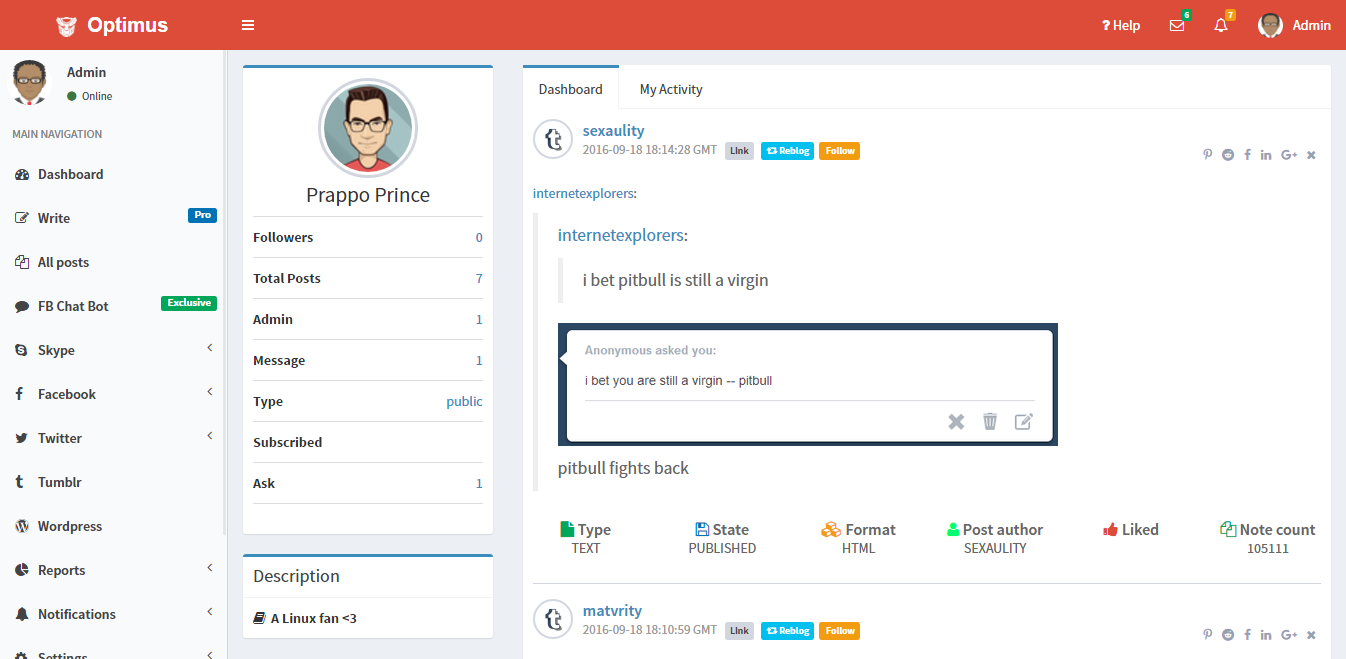 Optimus
? Help
6
7
Admin
Admin
Online
MAIN NAVIGATION
Dashboard
Write Pro
All posts
FB Chat Bot Exclusive
Skype
Facebook
Twitter
Tumblr
Wordpress
Reports
Notifications
Settings
Prappo Prince
Followers 0
Total Posts 7
Admin 1
Message 1
Type public
Subscribed
Ask 1
Description
A Linux fan <3
Dashboard My Activity
sexaulity
2016-09-18 18:14:28 GMT Link Reblog Follow
internetexplorers:
internetexplorers:
i bet pitbull is still a virgin
Anonymous asked you:
i bet you are still a virgin -- pitbull
pitbull fights back
Type State Format Post author Liked Note count
TEXT PUBLISHED HTML SEXAULITY 105111
matvrity
2016-09-18 18:10:59 GMT Link Reblog Follow